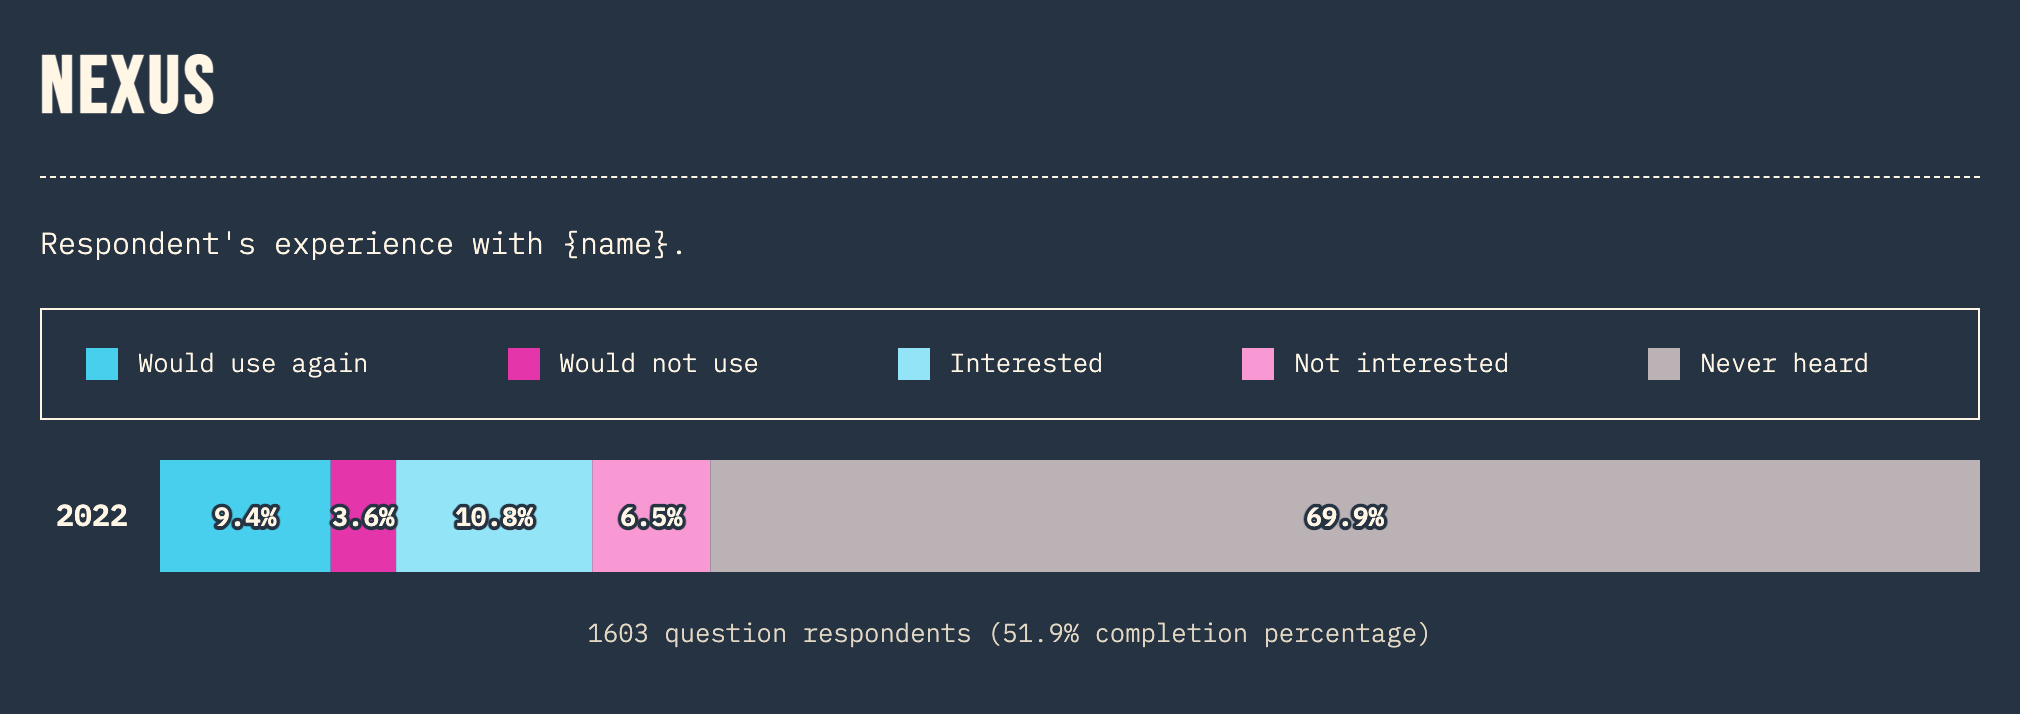 NEXUS
Respondent's experience with {name}.
Would use again Would not use Interested Not interested Never heard
2022 9.4% 3.6% 10.8% 6.5% 69.9%
1603 question respondents (51.9% completion percentage)